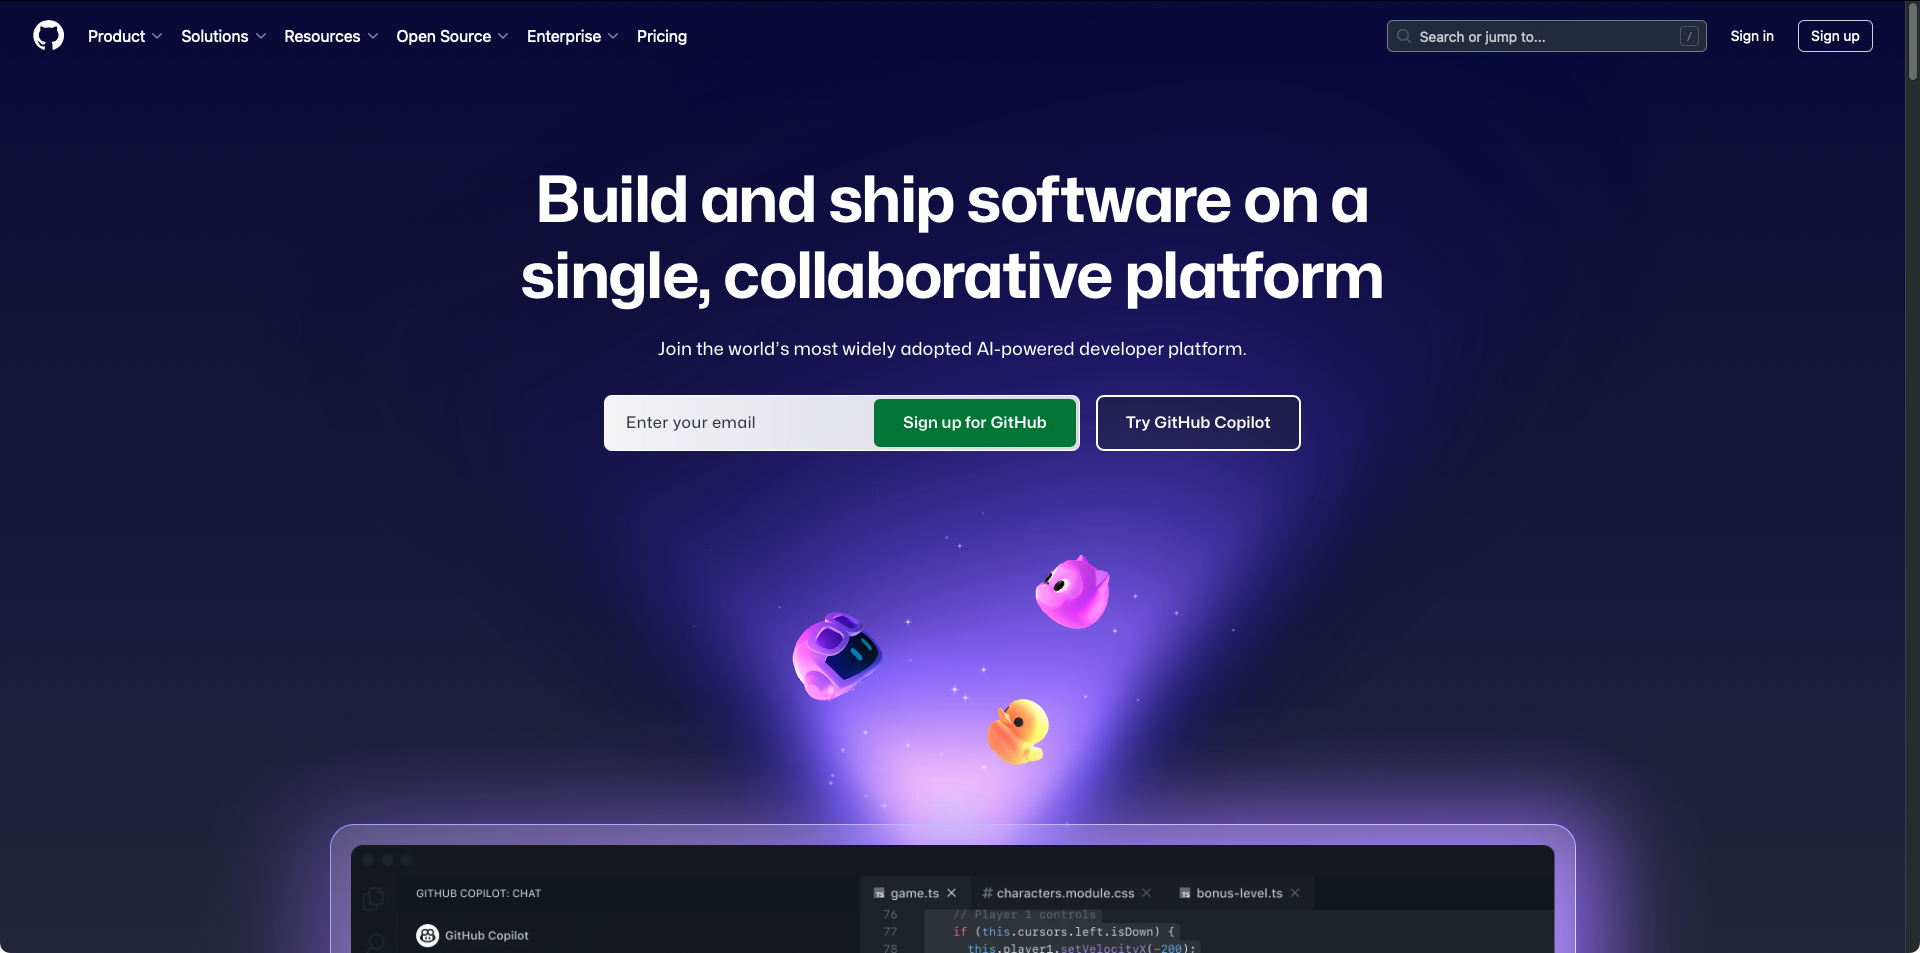 Product Solutions Resources Open Source Enterprise Pricing Search or jump to... / Sign in Sign up
Build and ship software on a
single, collaborative platform
Join the world's most widely adopted AI-powered developer platform.
Enter your email Sign up for GitHub Try GitHub Copilot
GITHUB COPILOT: CHAT
GitHub Copilot
TS game.ts # characters.module.css TS bonus-level.ts
76 // Player 1 controls
77 if (this.cursors.left.isDown) {
78 this.player1.setVelocityX(-200);